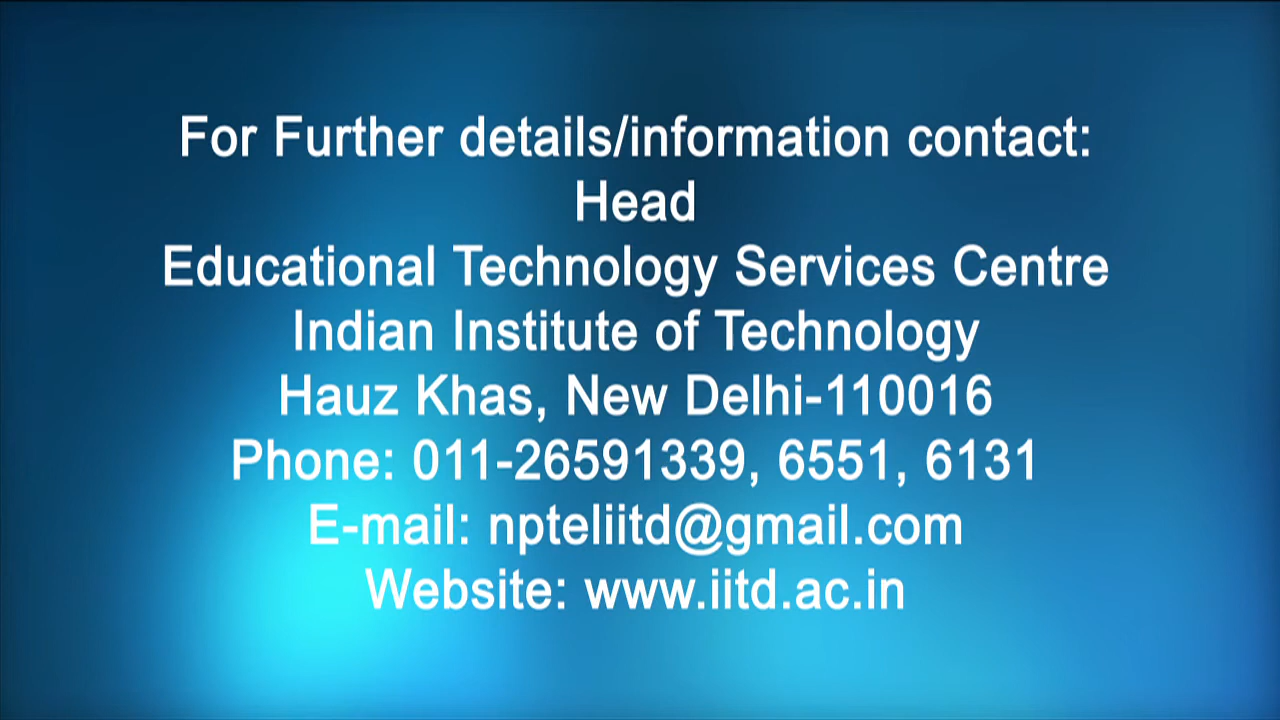 For Further details/information contact:
Head
Educational Technology Services Centre
Indian Institute of Technology
Hauz Khas, New Delhi-110016
Phone: 011-26591339, 6551, 6131
E-mail: npteliitd@gmail.com
Website: www.iitd.ac.in